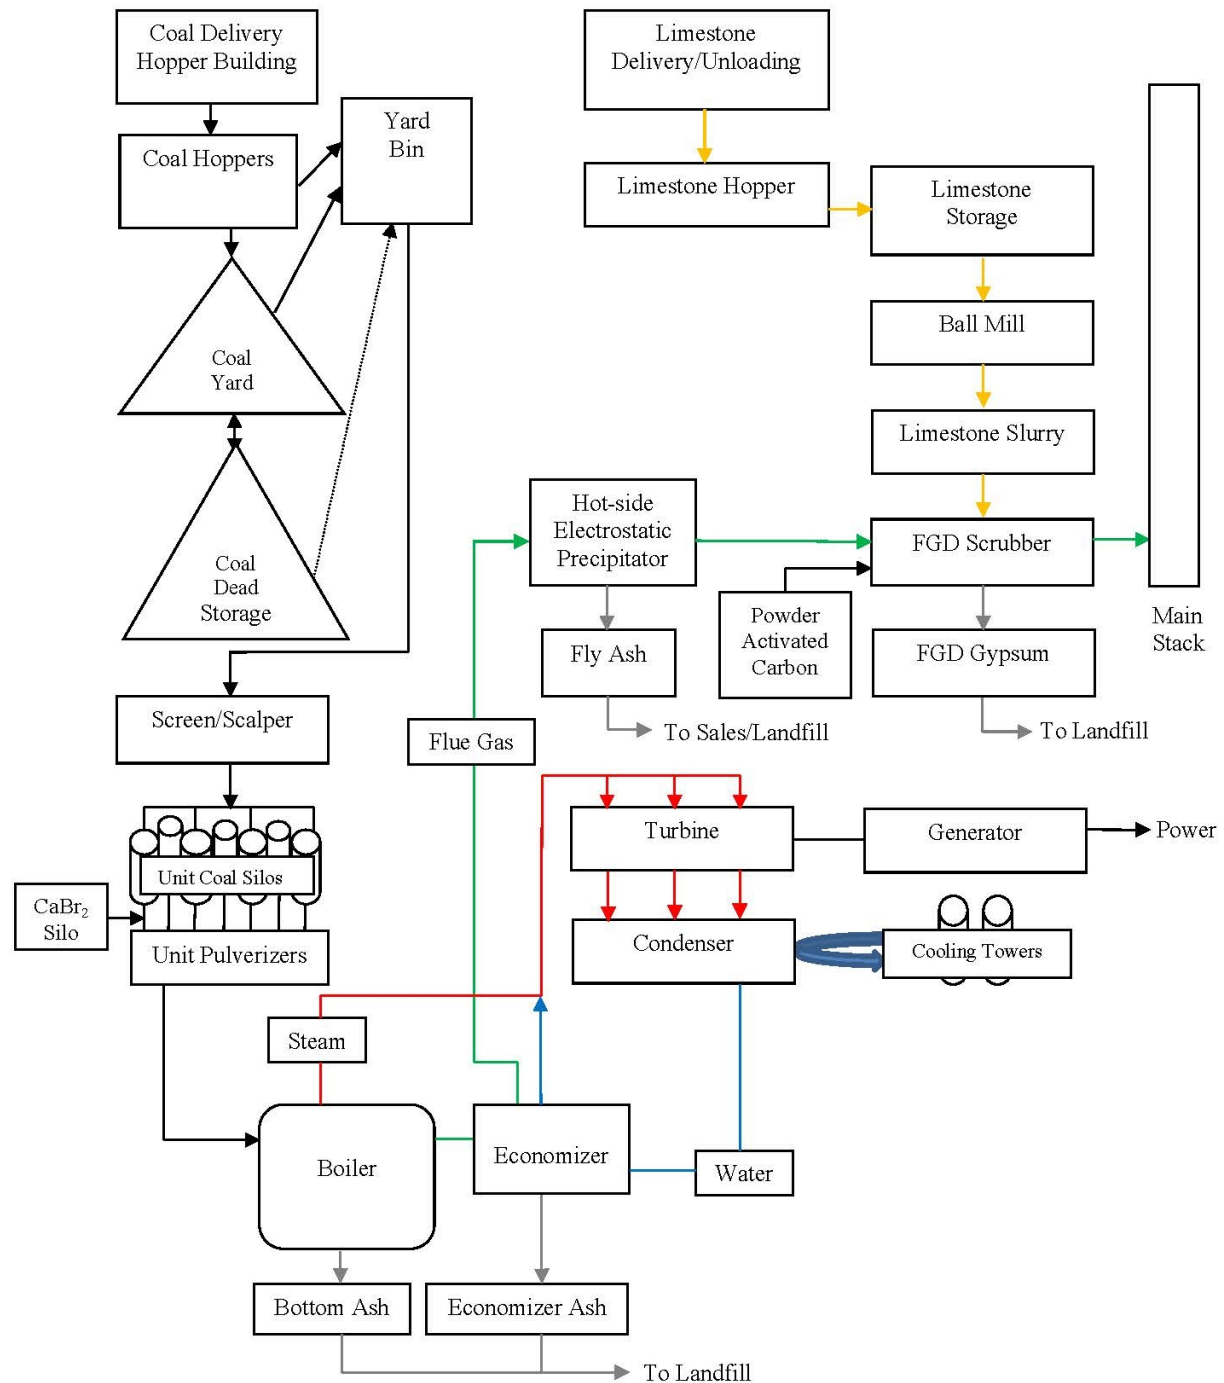 Coal Delivery
Hopper Building
Limestone
Delivery/Unloading
Yard
Bin
Coal Hoppers
Limestone Hopper
Limestone
Storage
Ball Mill
Coal
Yard
Limestone Slurry
Hot-side
Electrostatic
Precipitator
FGD Scrubber
Coal
Dead
Storage
Powder
Activated
Carbon
Main
Stack
Fly Ash
FGD Gypsum
Screen/Scalper
Flue Gas
To Sales/Landfill
To Landfill
Turbine
Generator
Power
Unit Coal Silos
CaBr₂
Silo
Unit Pulverizers
Condenser
Cooling Towers
Steam
Boiler
Economizer
Water
Bottom Ash
Economizer Ash
To Landfill